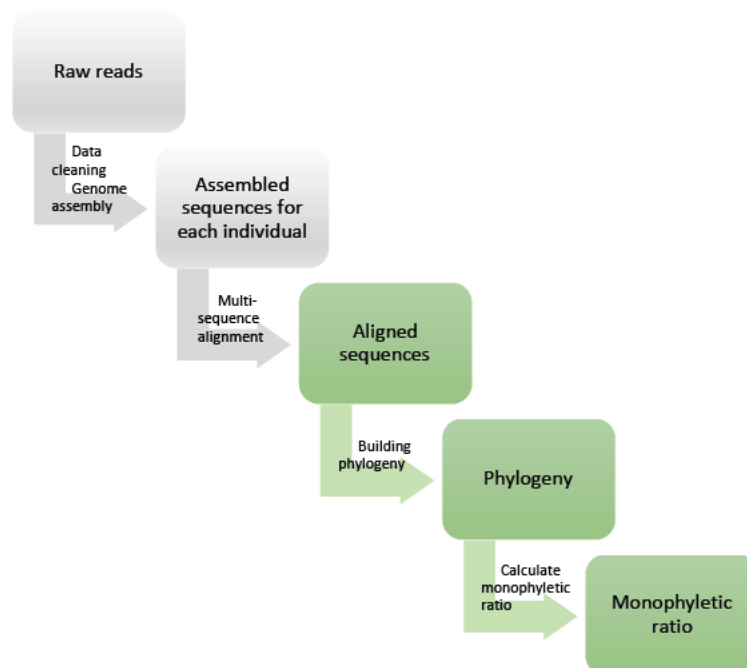 Raw reads
Data
cleaning
Genome
assembly
Assembled
sequences for
each individual
Multi-
sequence
alignment
Aligned
sequences
Building
phylogeny
Phylogeny
Calculate
monophyletic
ratio
Monophyletic
ratio